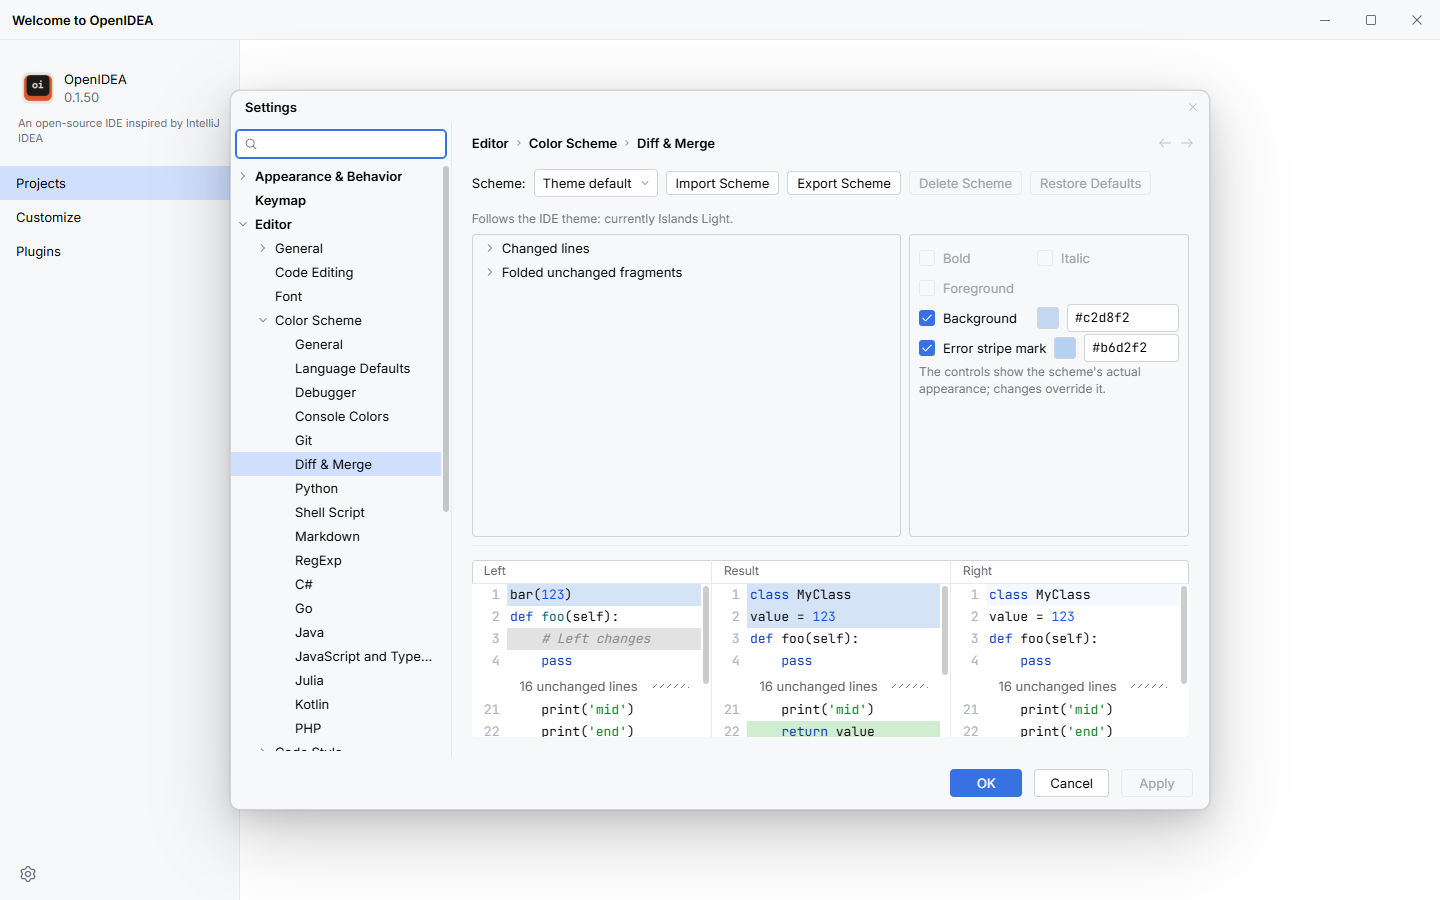 Welcome to OpenIDEA
oi
OpenIDEA
0.1.50
An open-source IDE inspired by IntelliJ
IDEA
Projects
Customize
Plugins
Settings
Appearance & Behavior
Keymap
Editor
General
Code Editing
Font
Color Scheme
General
Language Defaults
Debugger
Console Colors
Git
Diff & Merge
Python
Shell Script
Markdown
RegExp
C#
Go
Java
JavaScript and Type...
Julia
Kotlin
PHP
Code Style
Editor › Color Scheme › Diff & Merge
Scheme: Theme default Import Scheme Export Scheme Delete Scheme Restore Defaults
Follows the IDE theme: currently Islands Light.
Changed lines
Folded unchanged fragments
Bold Italic
Foreground
Background #c2d8f2
Error stripe mark #b6d2f2
The controls show the scheme's actual
appearance; changes override it.
Left
1 bar(123)
2 def foo(self):
3 # Left changes
4 pass
16 unchanged lines
21 print('mid')
22 print('end')
Result
1 class MyClass
2 value = 123
3 def foo(self):
4 pass
16 unchanged lines
21 print('mid')
22 return value
Right
1 class MyClass
2 value = 123
3 def foo(self):
4 pass
16 unchanged lines
21 print('mid')
22 print('end')
OK Cancel Apply